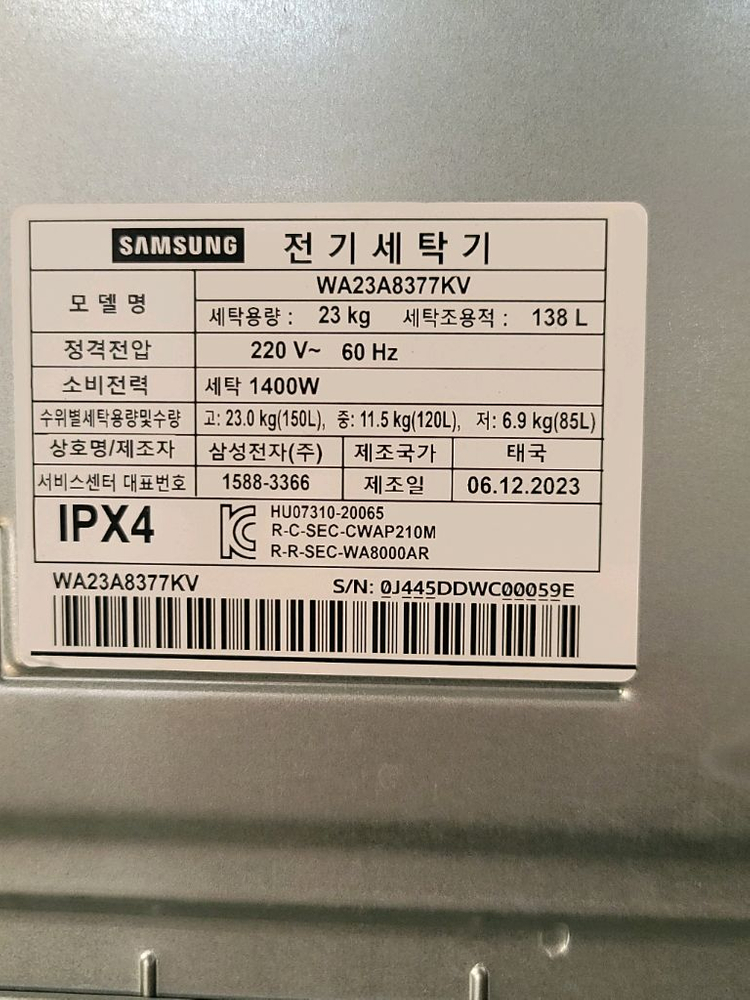 SAMSUNG 전기세탁기
모델명 WA23A8377KV
세탁용량 : 23 kg 세탁조용적 : 138 L
정격전압 220 V~ 60 Hz
소비전력 세탁 1400W
수위별세탁용량및수량 고: 23.0 kg(150L), 중: 11.5 kg(120L), 저: 6.9 kg(85L)
상호명/제조자 삼성전자(주) 제조국가 태국
서비스센터 대표번호 1588-3366 제조일 06.12.2023
IPX4 HU07310-20065
R-C-SEC-CWAP210M
R-R-SEC-WA8000AR
WA23A8377KV S/N: 0J445DDWC00059E